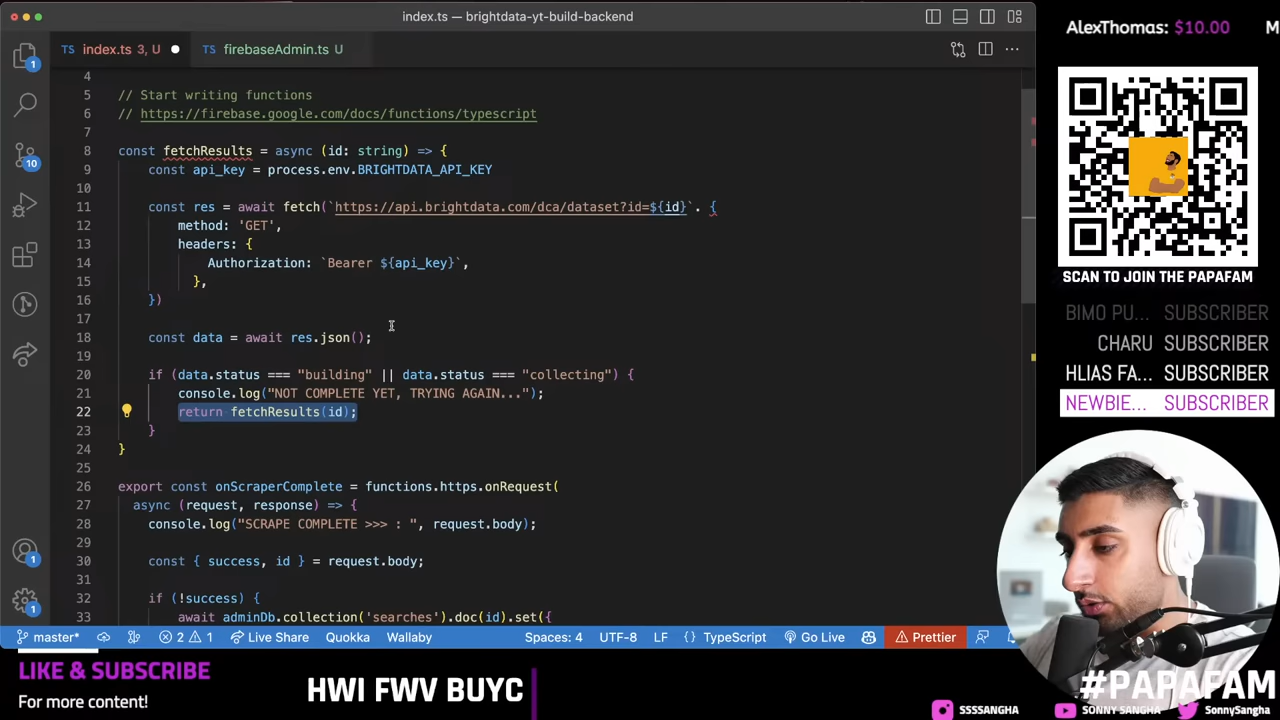 index.ts — brightdata-yt-build-backend
TS index.ts 3, U
TS firebaseAdmin.ts U
4
5 // Start writing functions
6 // https://firebase.google.com/docs/functions/typescript
7
8 const fetchResults = async (id: string) => {
9 const api_key = process.env.BRIGHTDATA_API_KEY
10
11 const res = await fetch(`https://api.brightdata.com/dca/dataset?id=${id}`. {
12 method: 'GET',
13 headers: {
14 Authorization: `Bearer ${api_key}`,
15 },
16 })
17
18 const data = await res.json();
19
20 if (data.status === "building" || data.status === "collecting") {
21 console.log("NOT COMPLETE YET, TRYING AGAIN...");
22 return fetchResults(id);
23 }
24 }
25
26 export const onScraperComplete = functions.https.onRequest(
27 async (request, response) => {
28 console.log("SCRAPE COMPLETE >>> : ", request.body);
29
30 const { success, id } = request.body;
31
32 if (!success) {
33 await adminDb.collection('searches').doc(id).set({
1
10
1
1
master*
2 1
Live Share
Quokka
Wallaby
Spaces: 4
UTF-8
LF
{} TypeScript
Go Live
Prettier
AlexThomas: $10.00 M
SCAN TO JOIN THE PAPAFAM
BIMO PU... SUBSCRIBER
CHARU SUBSCRIBER
HLIAS FA... SUBSCRIBER
NEWBIE... SUBSCRIBER
LIKE & SUBSCRIBE
For more content!
HWI FWV BUYC
#PAPAFAM
SSSSANGHA
SONNY SANGHA
SonnySangha